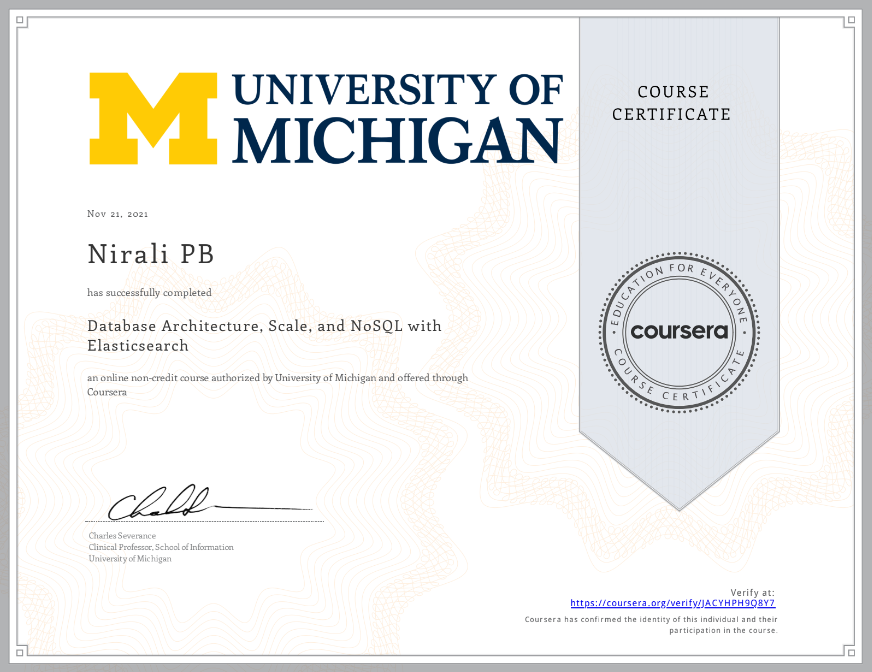 UNIVERSITY OF
MICHIGAN
COURSE
CERTIFICATE
Nov 21, 2021
Nirali PB
has successfully completed
Database Architecture, Scale, and NoSQL with
Elasticsearch
an online non-credit course authorized by University of Michigan and offered through
Coursera
EDUCATION FOR EVERYONE
coursera
COURSE CERTIFICATE
Charles Severance
Clinical Professor, School of Information
University of Michigan
Verify at:
https://coursera.org/verify/JACYHPH9Q8Y7
Coursera has confirmed the identity of this individual and their
participation in the course.